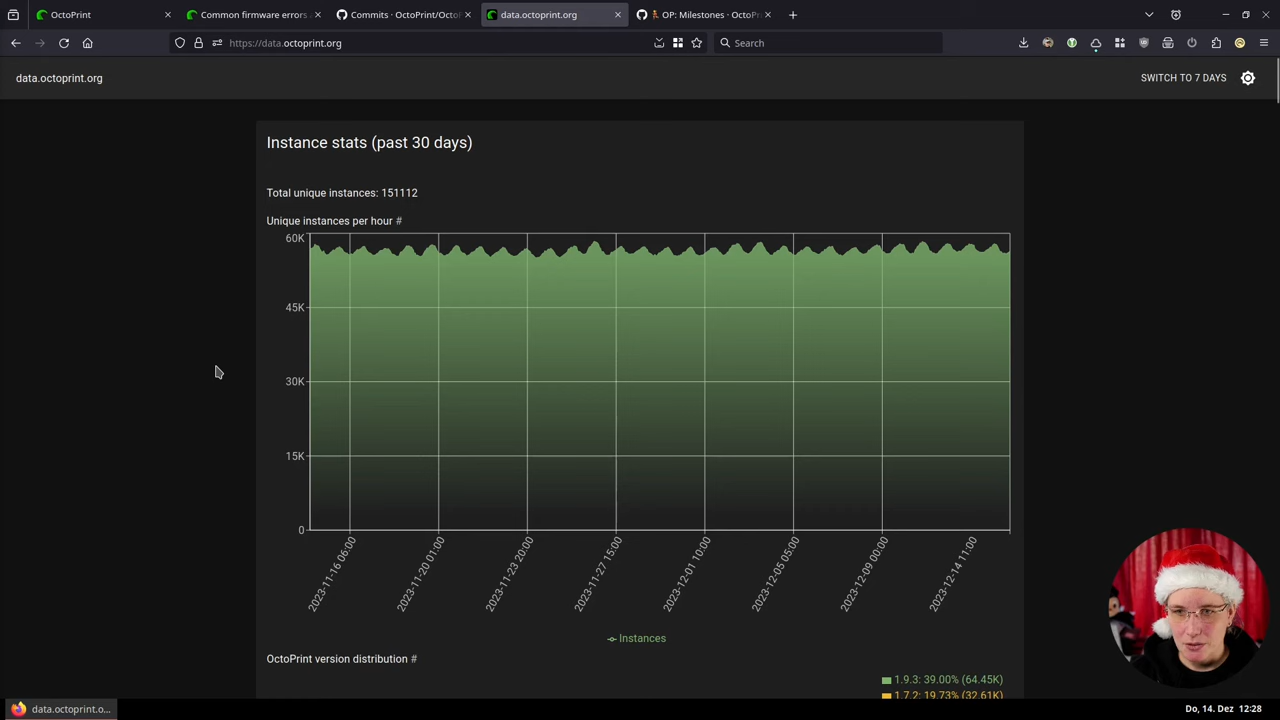 OctoPrint
Common firmware errors a
Commits · OctoPrint/Octo
data.octoprint.org
OP: Milestones · OctoPr
https://data.octoprint.org
Search
data.octoprint.org
SWITCH TO 7 DAYS
Instance stats (past 30 days)
Total unique instances: 151112
Unique instances per hour #
60K
45K
30K
15K
0
2023-11-16 06:00
2023-11-20 01:00
2023-11-23 20:00
2023-11-27 15:00
2023-12-01 10:00
2023-12-05 05:00
2023-12-09 00:00
2023-12-14 11:00
Instances
OctoPrint version distribution #
1.9.3: 39.00% (64.45K)
1.7.2: 19.73% (32.61K)
data.octoprint.o...
Do, 14. Dez 12:28